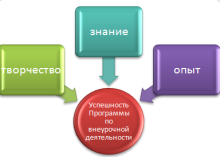 знание
творчество
опыт
Успешность
Программы
по
внеурочной
деятельности